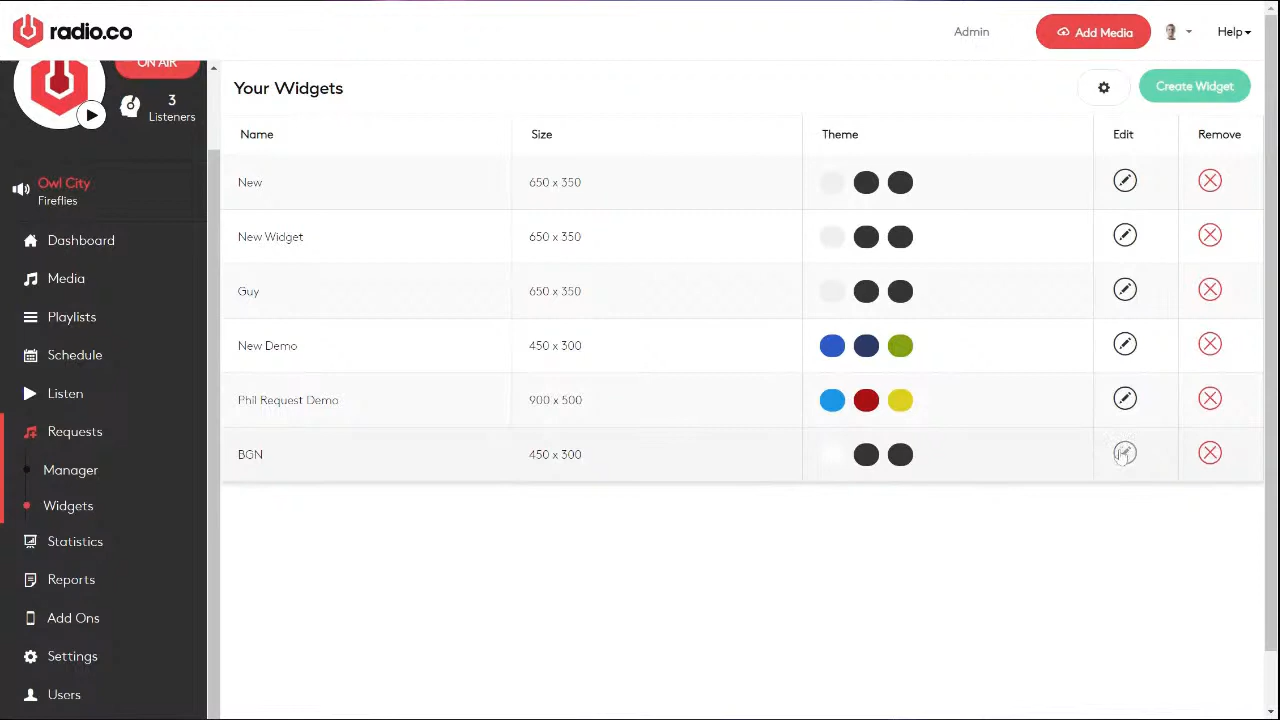 radio.co
Admin
Add Media
Help
ON AIR
3
Listeners
Owl City
Fireflies
Dashboard
Media
Playlists
Schedule
Listen
Requests
Manager
Widgets
Statistics
Reports
Add Ons
Settings
Users
Your Widgets
Create Widget
Name Size Theme Edit Remove
New 650 x 350
New Widget 650 x 350
Guy 650 x 350
New Demo 450 x 300
Phil Request Demo 900 x 500
BGN 450 x 300